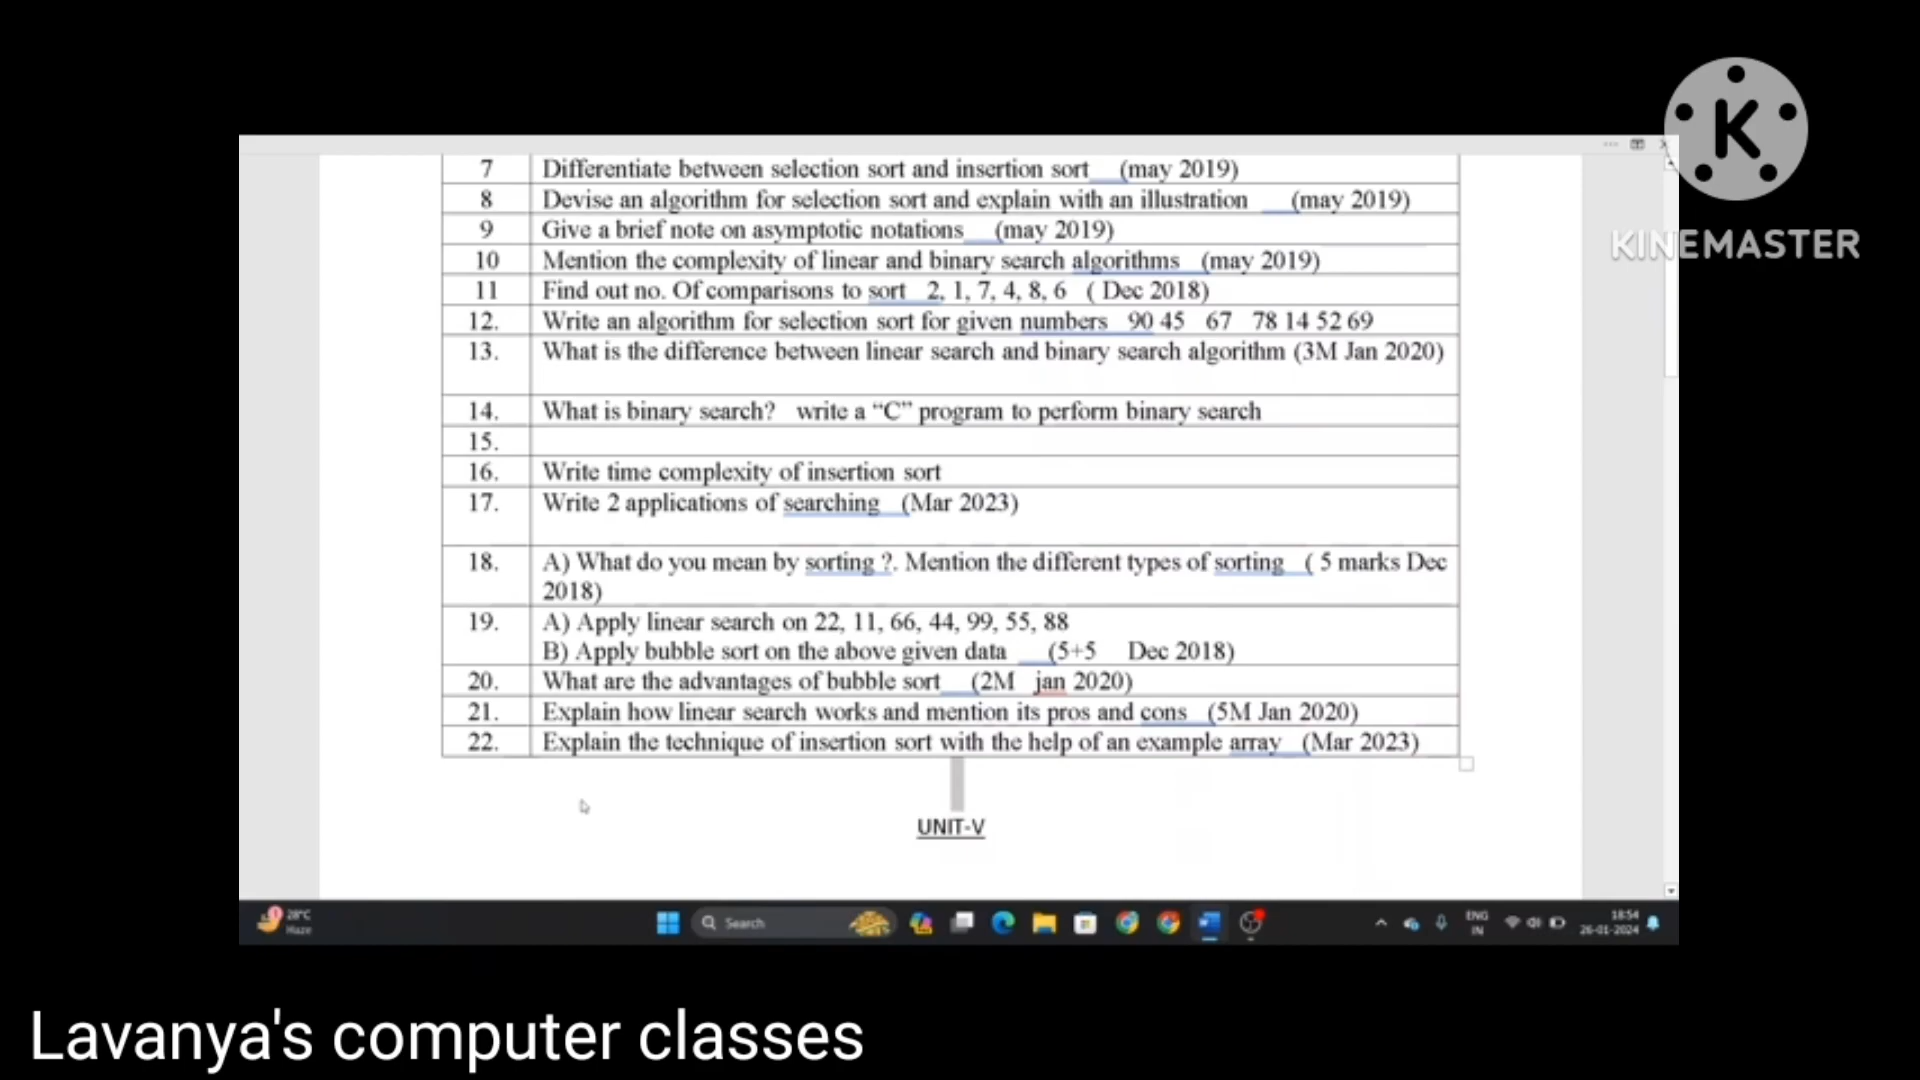 K
KINEMASTER
7 Differentiate between selection sort and insertion sort (may 2019)
8 Devise an algorithm for selection sort and explain with an illustration (may 2019)
9 Give a brief note on asymptotic notations (may 2019)
10 Mention the complexity of linear and binary search algorithms (may 2019)
11 Find out no. Of comparisons to sort 2, 1, 7, 4, 8, 6 ( Dec 2018)
12. Write an algorithm for selection sort for given numbers 90 45 67 78 14 52 69
13. What is the difference between linear search and binary search algorithm (3M Jan 2020)
14. What is binary search? write a “C” program to perform binary search
15.
16. Write time complexity of insertion sort
17. Write 2 applications of searching (Mar 2023)
18. A) What do you mean by sorting ?. Mention the different types of sorting ( 5 marks Dec
2018)
19. A) Apply linear search on 22, 11, 66, 44, 99, 55, 88
B) Apply bubble sort on the above given data (5+5 Dec 2018)
20. What are the advantages of bubble sort (2M jan 2020)
21. Explain how linear search works and mention its pros and cons (5M Jan 2020)
22. Explain the technique of insertion sort with the help of an example array (Mar 2023)
UNIT-V
28°C
Haze
Search
ENG
IN
18:54
26-01-2024
Lavanya's computer classes